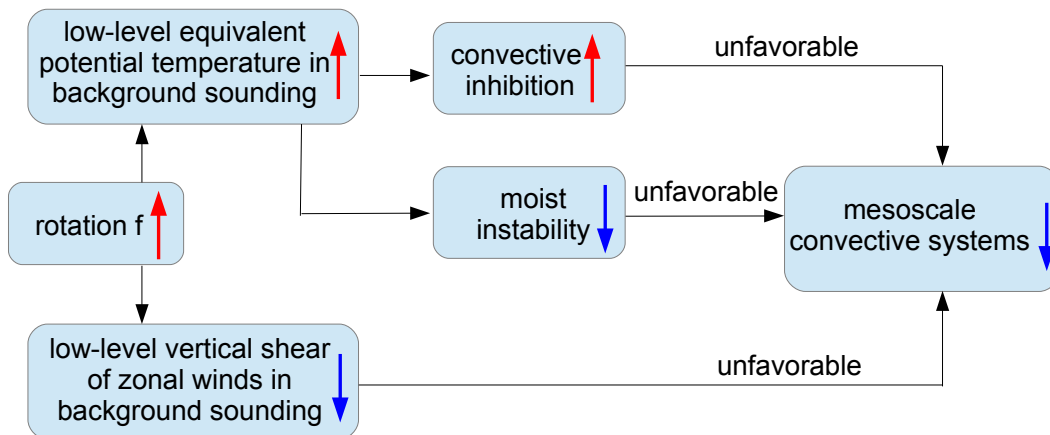 low-level equivalent
potential temperature in
background sounding
convective
inhibition
unfavorable
rotation f
moist
instability
unfavorable
mesoscale
convective systems
low-level vertical shear
of zonal winds in
background sounding
unfavorable